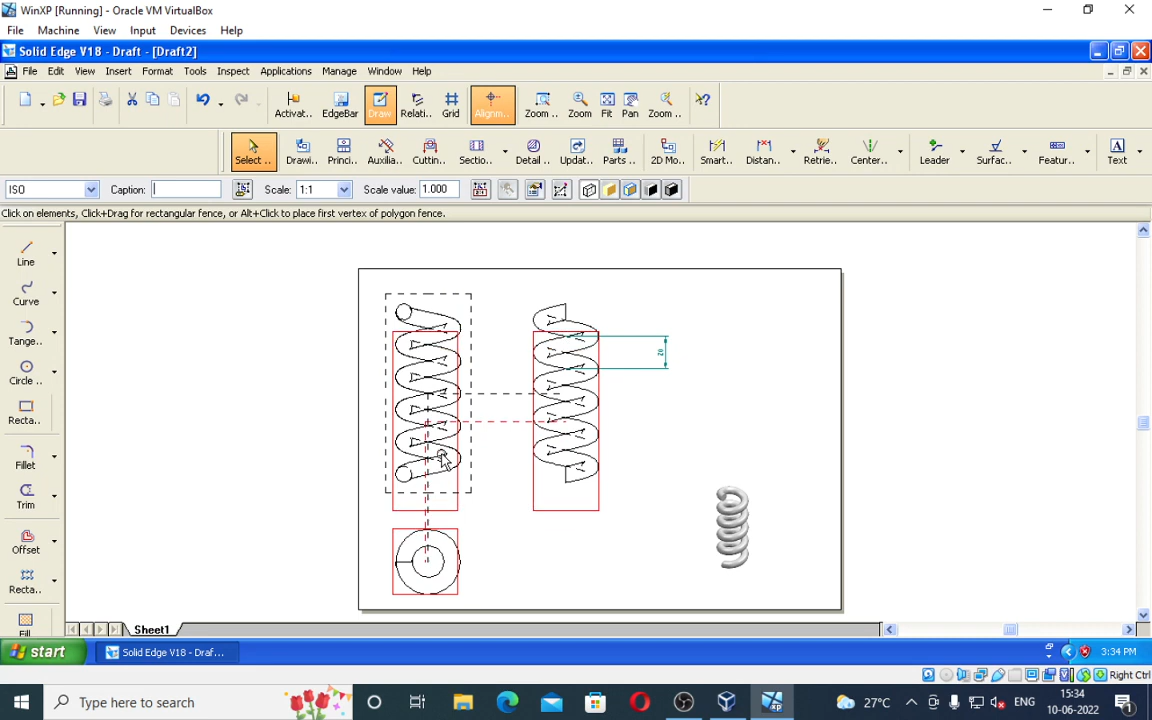 WinXP [Running] - Oracle VM VirtualBox
File Machine View Input Devices Help
Solid Edge V18 - Draft - [Draft2]
File Edit View Insert Format Tools Inspect Applications Manage Window Help
Activat.. EdgeBar Draw Relati.. Grid Alignm.. Zoom .. Zoom Fit Pan Zoom ..
Select .. Drawi.. Princi.. Auxilia.. Cuttin.. Sectio.. Detail .. Updat.. Parts .. 2D Mo.. Smart.. Distan.. Retrie.. Center.. Leader Surfac.. Featur.. Text
ISO Caption: Scale: 1:1 Scale value: 1.000
Click on elements, Click+Drag for rectangular fence, or Alt+Click to place first vertex of polygon fence.
Line
Curve
Tange..
Circle ..
Recta..
Fillet
Trim
Offset
Recta..
Fill
Sheet1
start Solid Edge V18 - Draf... 3:34 PM
Right Ctrl
Type here to search 27°C ENG 15:34
10-06-2022